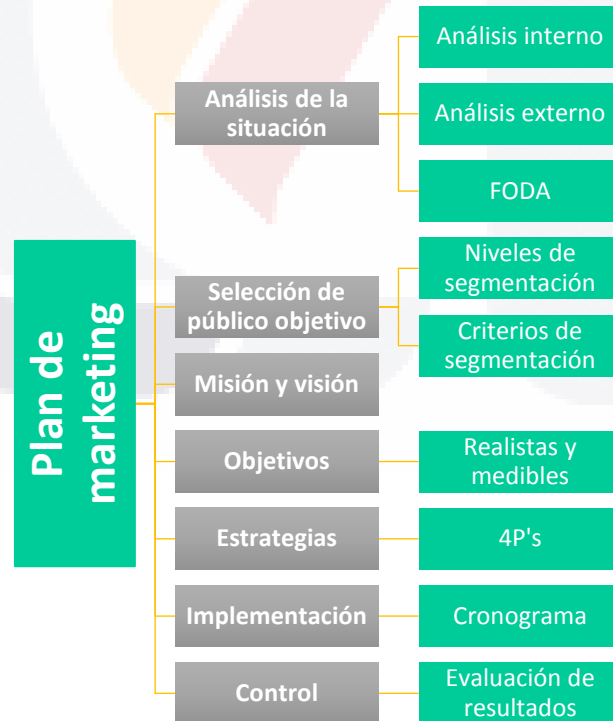 Plan de
marketing
Análisis de la
situación
Análisis interno
Análisis externo
FODA
Selección de
público objetivo
Niveles de
segmentación
Criterios de
segmentación
Misión y visión
Objetivos
Realistas y
medibles
Estrategias
4P's
Implementación
Cronograma
Control
Evaluación de
resultados